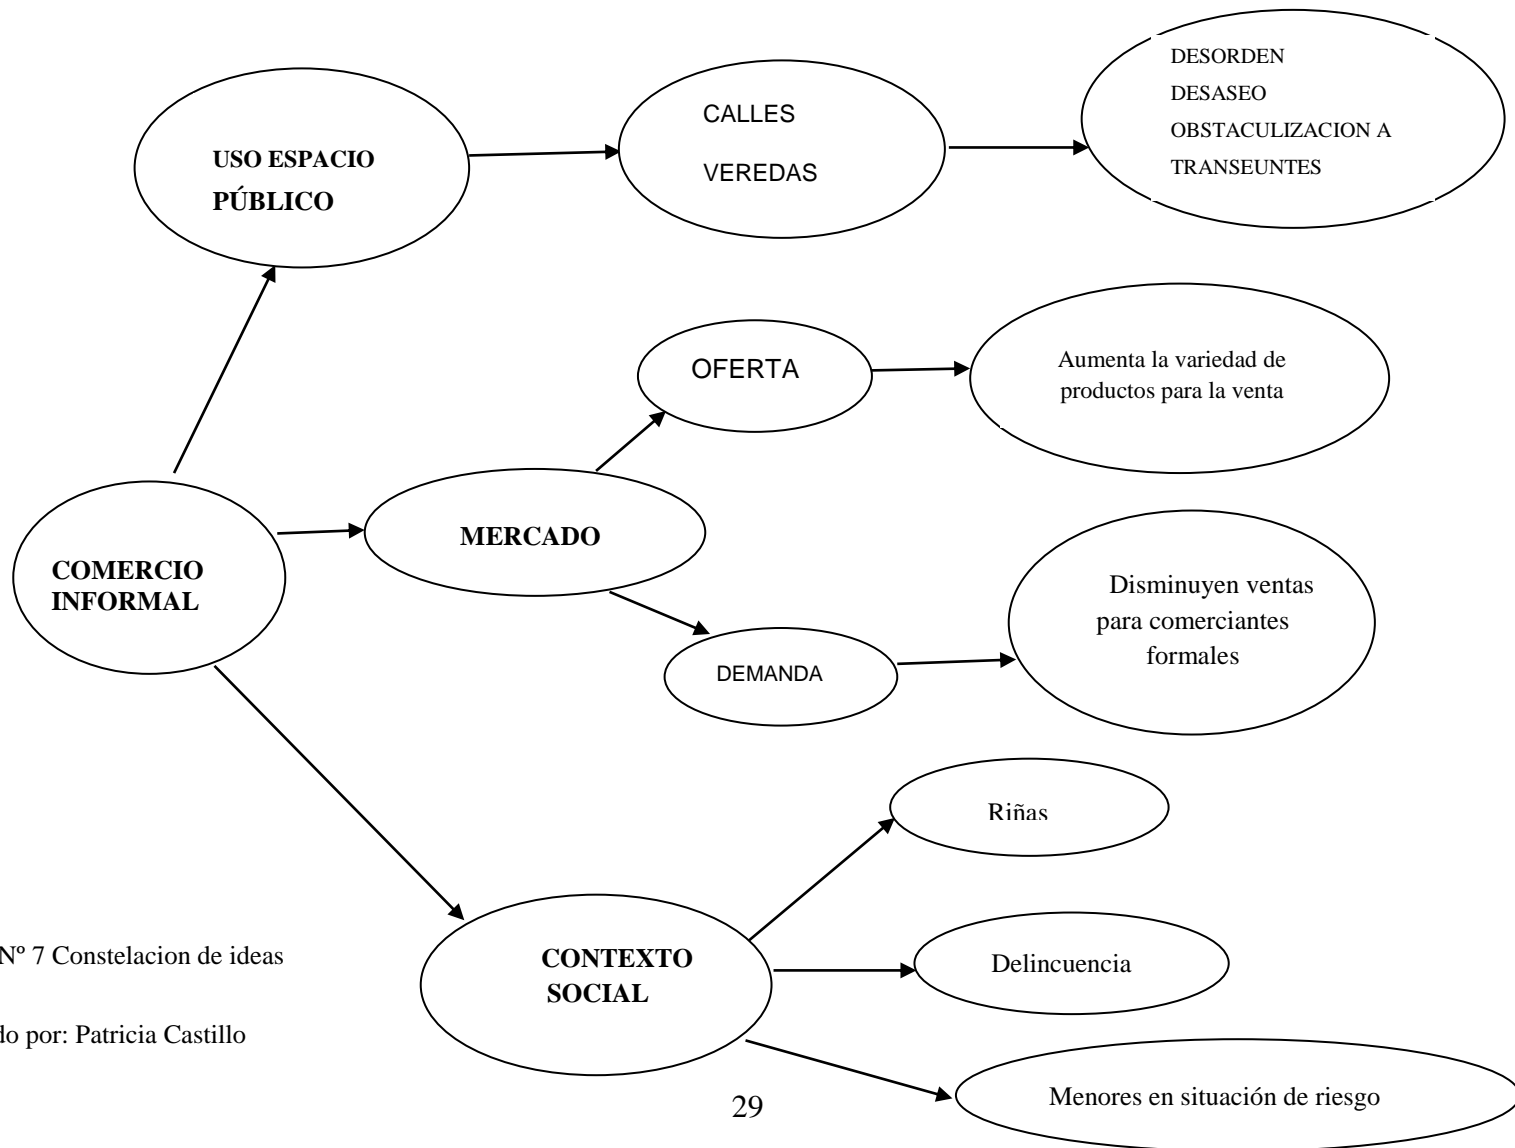 DESORDEN
DESASEO
OBSTACULIZACION A
TRANSEUNTES
CALLES
VEREDAS
USO ESPACIO
PÚBLICO
OFERTA
Aumenta la variedad de
productos para la venta
MERCADO
COMERCIO
INFORMAL
Disminuyen ventas
para comerciantes
formales
DEMANDA
Riñas
CONTEXTO
SOCIAL
Delincuencia
Menores en situación de riesgo
Nº 7 Constelacion de ideas
do por: Patricia Castillo
29